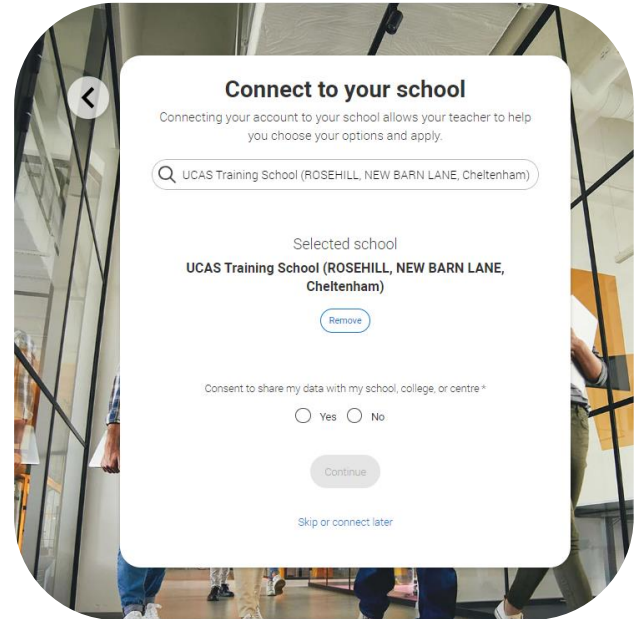 Connect to your school
Connecting your account to your school allows your teacher to help
you choose your options and apply.
UCAS Training School (ROSEHILL, NEW BARN LANE, Cheltenham)
Selected school
UCAS Training School (ROSEHILL, NEW BARN LANE,
Cheltenham)
Remove
Consent to share my data with my school, college, or centre *
Yes No
Continue
Skip or connect later